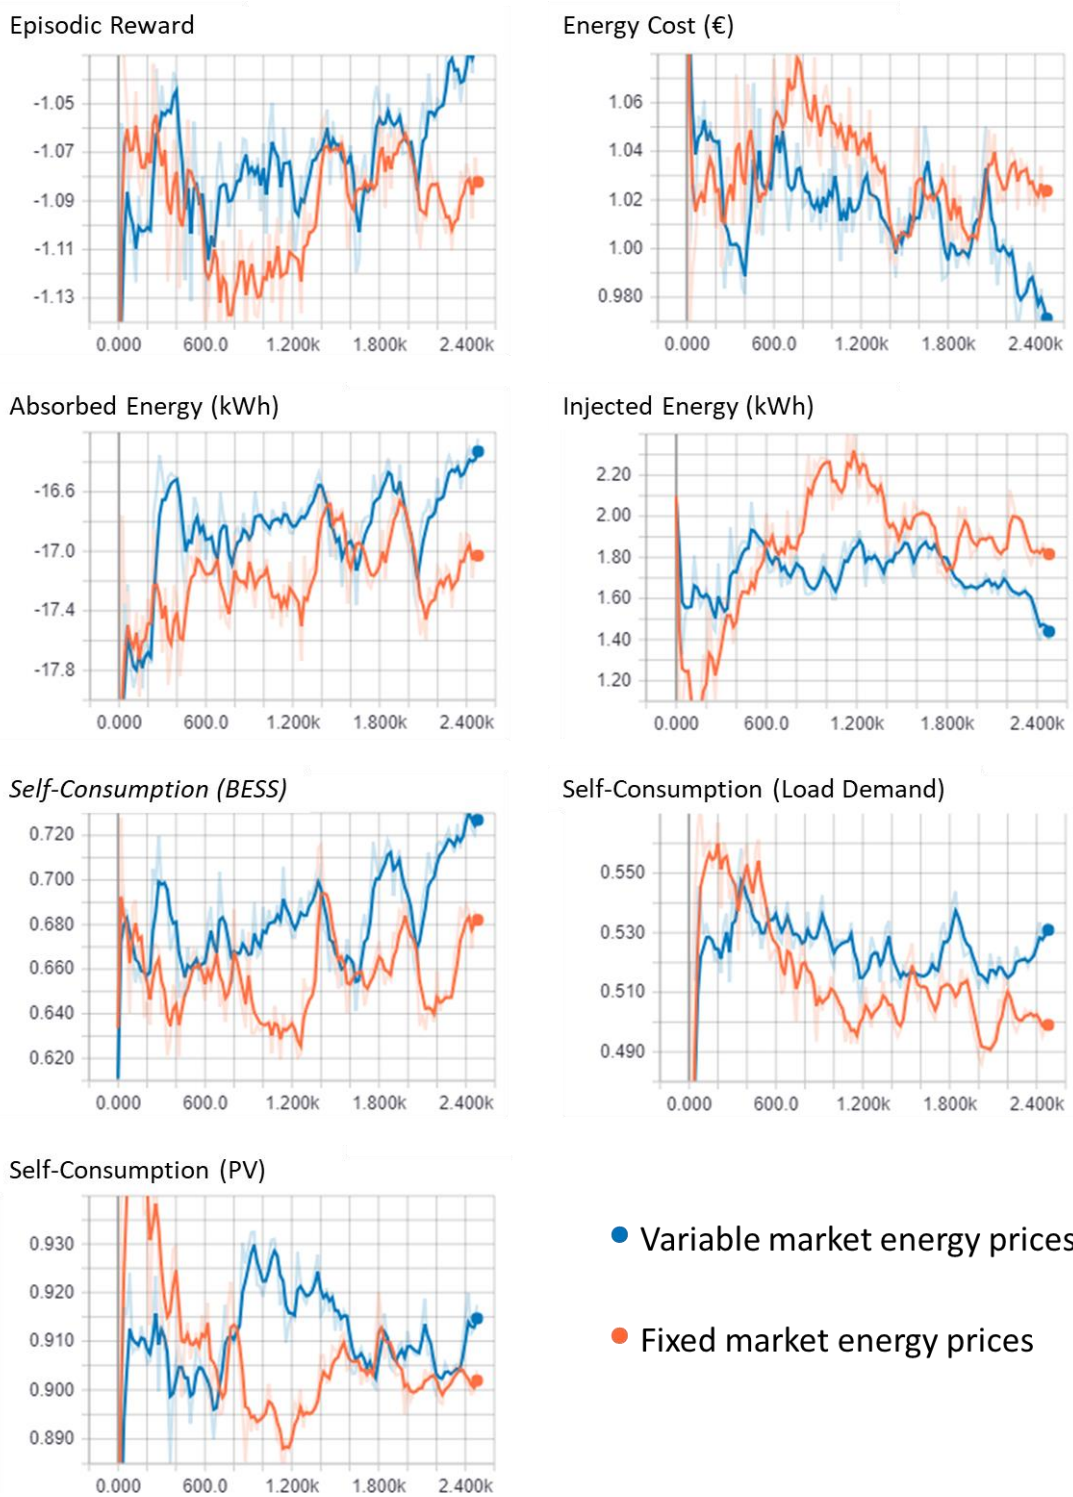 Episodic Reward
-1.05
-1.07
-1.09
-1.11
-1.13
0.000 600.0 1.200k 1.800k 2.400k
Energy Cost (€)
1.06
1.04
1.02
1.00
0.980
0.000 600.0 1.200k 1.800k 2.400k
Absorbed Energy (kWh)
-16.6
-17.0
-17.4
-17.8
0.000 600.0 1.200k 1.800k 2.400k
Injected Energy (kWh)
2.20
2.00
1.80
1.60
1.40
1.20
0.000 600.0 1.200k 1.800k 2.400k
Self-Consumption (BESS)
0.720
0.700
0.680
0.660
0.640
0.620
0.000 600.0 1.200k 1.800k 2.400k
Self-Consumption (Load Demand)
0.550
0.530
0.510
0.490
0.000 600.0 1.200k 1.800k 2.400k
Self-Consumption (PV)
0.930
0.920
0.910
0.900
0.890
0.000 600.0 1.200k 1.800k 2.400k
Variable market energy prices
Fixed market energy prices